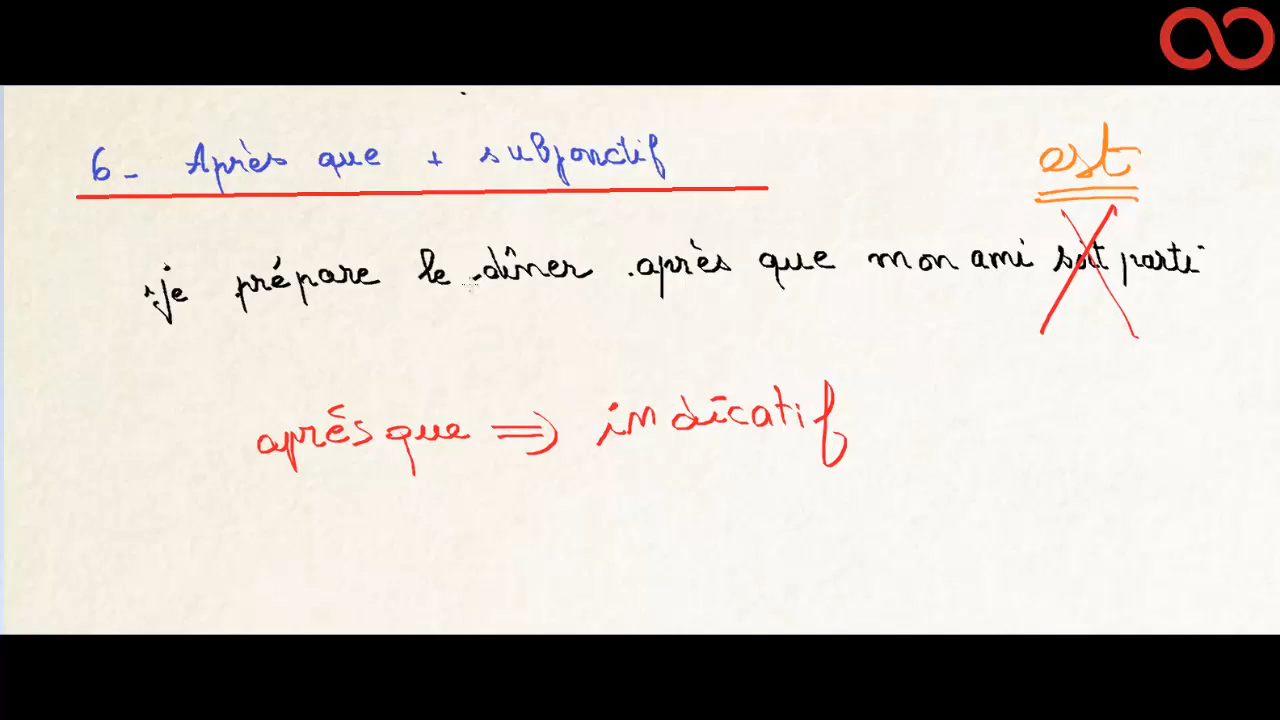 6- Après que + subjonctif
est
je prépare le dîner après que mon ami soit parti
après que ⇒ indicatif